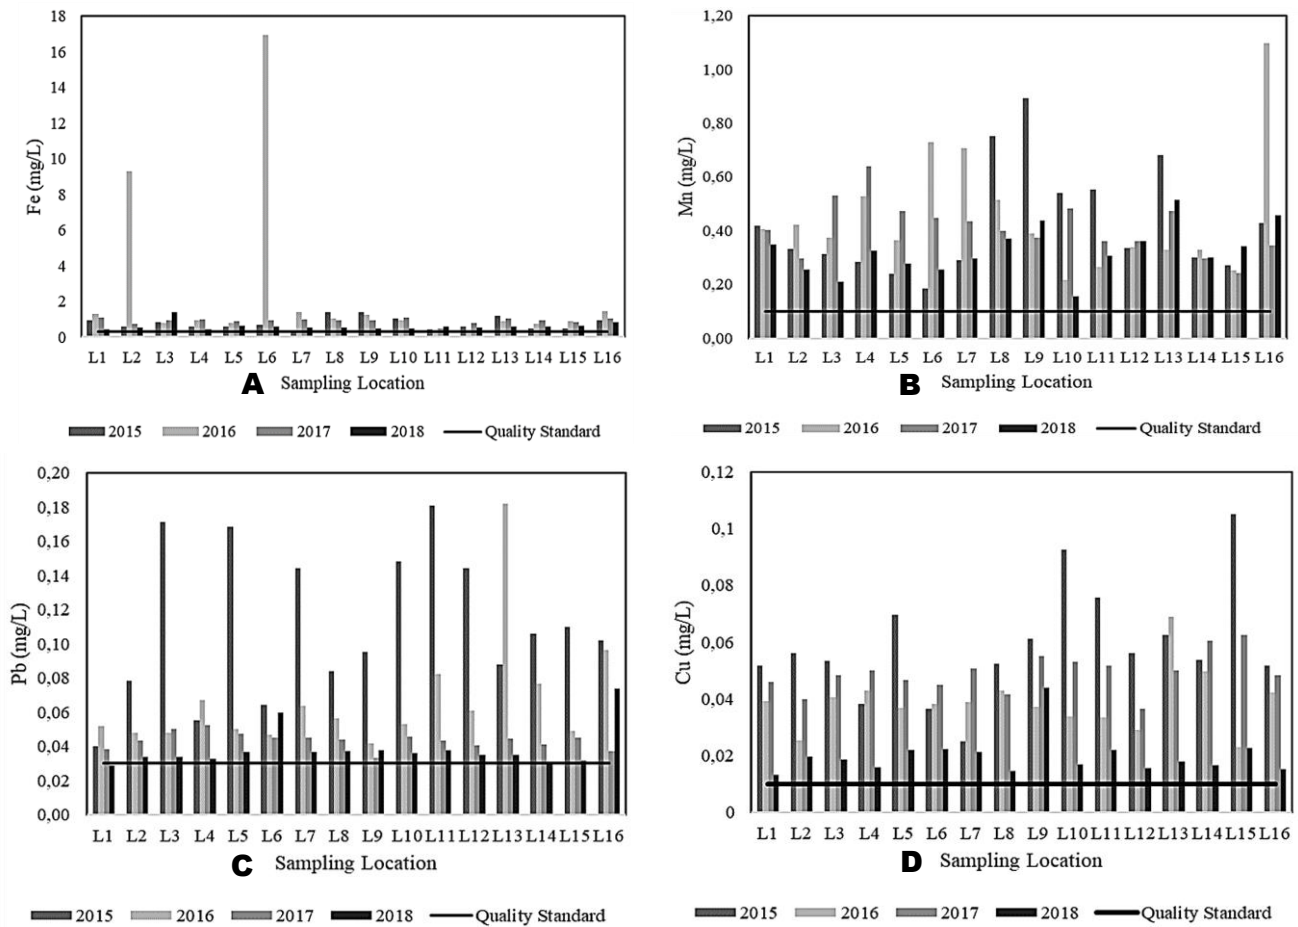 18
16
14
12
10
8
6
4
2
0
Fe (mg/L)
L1 L2 L3 L4 L5 L6 L7 L8 L9 L10 L11 L12 L13 L14 L15 L16
A Sampling Location
2015 2016 2017 2018 Quality Standard
1,20
1,00
0,80
0,60
0,40
0,20
0,00
Mn (mg/L)
L1 L2 L3 L4 L5 L6 L7 L8 L9 L10 L11 L12 L13 L14 L15 L16
B Sampling Location
2015 2016 2017 2018 Quality Standard
0,20
0,18
0,16
0,14
0,12
0,10
0,08
0,06
0,04
0,02
0,00
Pb (mg/L)
L1 L2 L3 L4 L5 L6 L7 L8 L9 L10 L11 L12 L13 L14 L15 L16
C Sampling Location
2015 2016 2017 2018 Quality Standard
0,12
0,1
0,08
0,06
0,04
0,02
0
Cu (mg/L)
L1 L2 L3 L4 L5 L6 L7 L8 L9 L10 L11 L12 L13 L14 L15 L16
D Sampling Location
2015 2016 2017 2018 Quality Standard